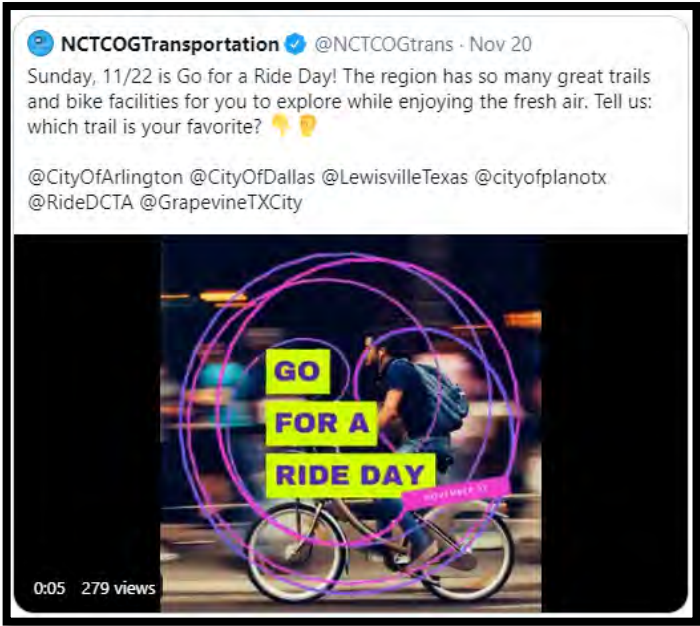 NCTCOGTransportation @NCTCOGtrans · Nov 20
Sunday, 11/22 is Go for a Ride Day! The region has so many great trails
and bike facilities for you to explore while enjoying the fresh air. Tell us:
which trail is your favorite? 👇 👂
@CityOfArlington @CityOfDallas @LewisvilleTexas @cityofplanotx
@RideDCTA @GrapevineTXCity
GO
FOR A
RIDE DAY
NOVEMBER
0:05 279 views